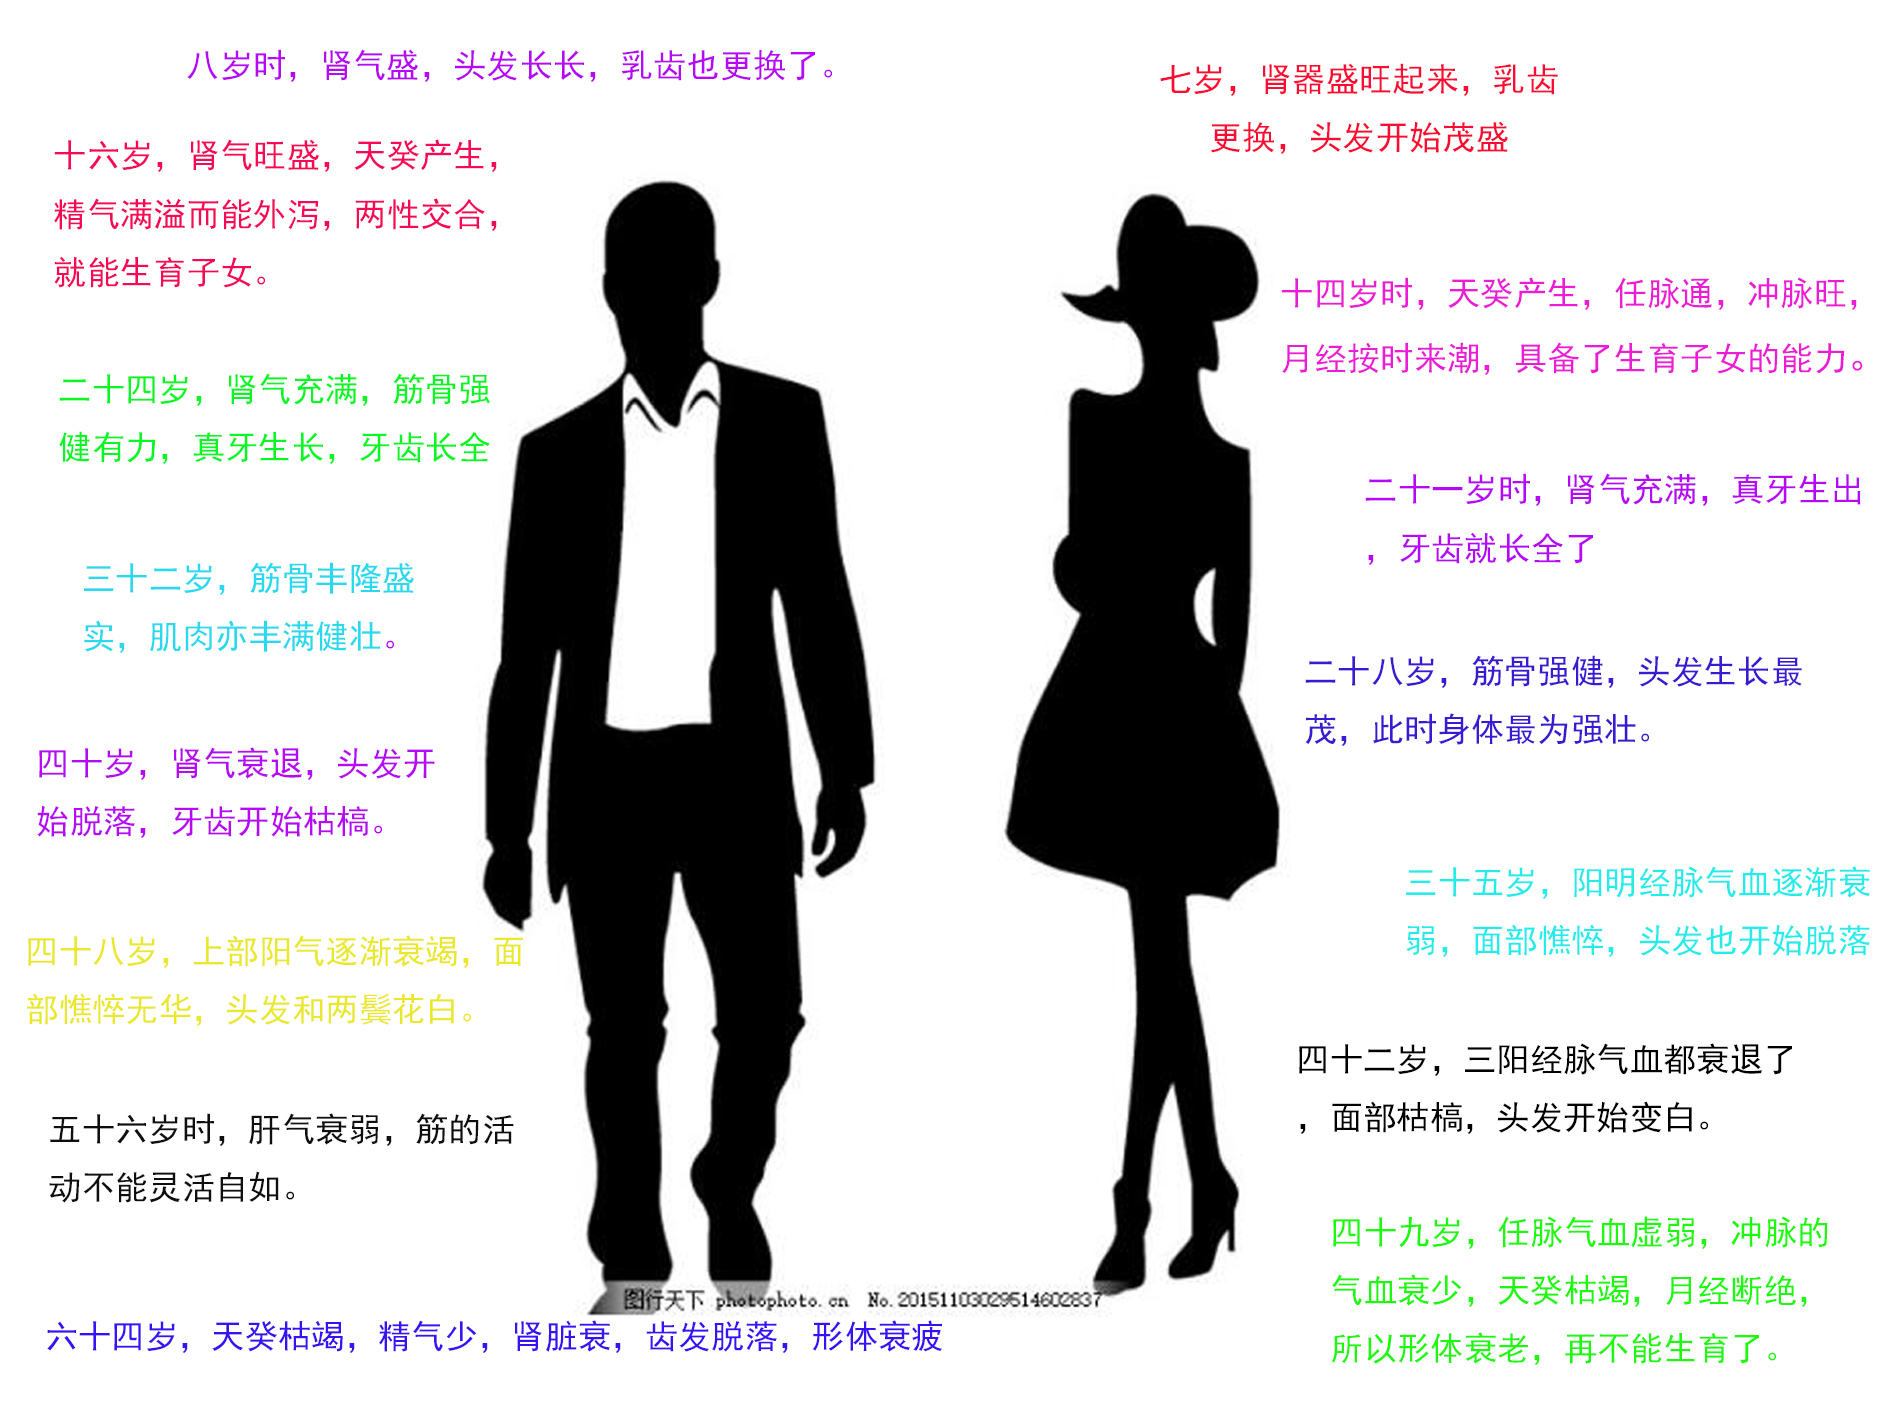 八岁时，肾气盛，头发长长，乳齿也更换了。
十六岁，肾气旺盛，天癸产生，
精气满溢而能外泻，两性交合，
就能生育子女。
二十四岁，肾气充满，筋骨强
健有力，真牙生长，牙齿长全
三十二岁，筋骨丰隆盛
实，肌肉亦丰满健壮。
四十岁，肾气衰退，头发开
始脱落，牙齿开始枯槁。
四十八岁，上部阳气逐渐衰竭，面
部憔悴无华，头发和两鬓花白。
五十六岁时，肝气衰弱，筋的活
动不能灵活自如。
六十四岁，天癸枯竭，精气少，肾脏衰，齿发脱落，形体衰疲
七岁，肾器盛旺起来，乳齿
更换，头发开始茂盛
十四岁时，天癸产生，任脉通，冲脉旺，
月经按时来潮，具备了生育子女的能力。
二十一岁时，肾气充满，真牙生出
，牙齿就长全了
二十八岁，筋骨强健，头发生长最
茂，此时身体最为强壮。
三十五岁，阳明经脉气血逐渐衰
弱，面部憔悴，头发也开始脱落
四十二岁，三阳经脉气血都衰退了
，面部枯槁，头发开始变白。
四十九岁，任脉气血虚弱，冲脉的
气血衰少，天癸枯竭，月经断绝，
所以形体衰老，再不能生育了。
图行天下 photophoto.cn No.20151103029514602837